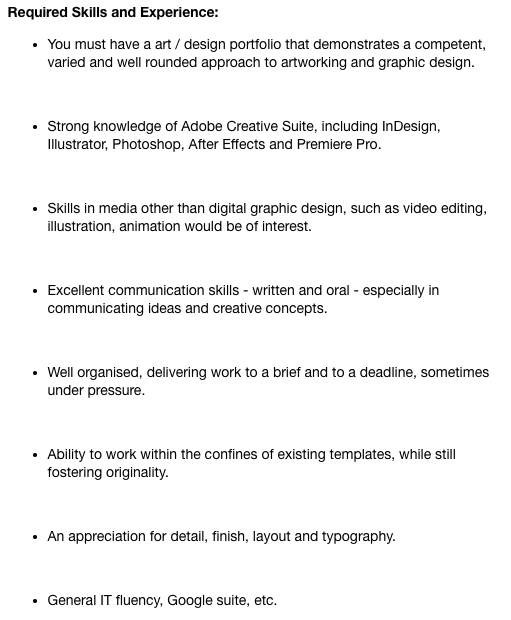 Required Skills and Experience:
• You must have a art / design portfolio that demonstrates a competent,
varied and well rounded approach to artworking and graphic design.
• Strong knowledge of Adobe Creative Suite, including InDesign,
Illustrator, Photoshop, After Effects and Premiere Pro.
• Skills in media other than digital graphic design, such as video editing,
illustration, animation would be of interest.
• Excellent communication skills - written and oral - especially in
communicating ideas and creative concepts.
• Well organised, delivering work to a brief and to a deadline, sometimes
under pressure.
• Ability to work within the confines of existing templates, while still
fostering originality.
• An appreciation for detail, finish, layout and typography.
• General IT fluency, Google suite, etc.